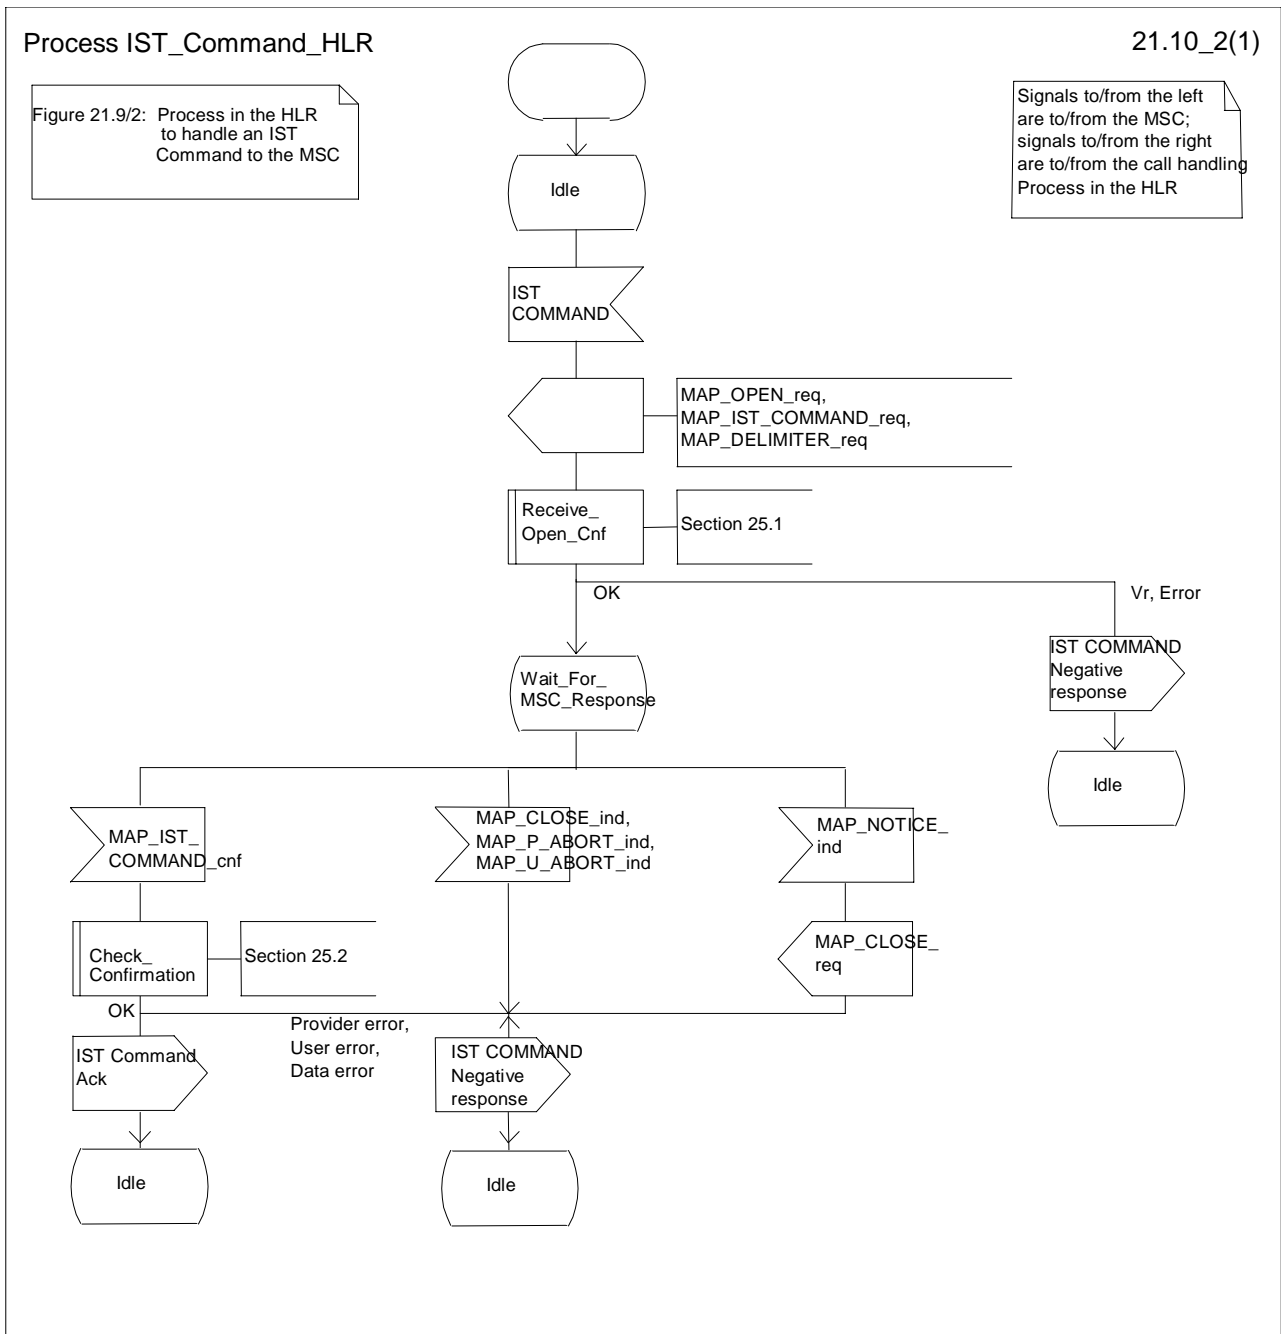 Process IST_Command_HLR
21.10_2(1)
Figure 21.9/2: Process in the HLR
to handle an IST
Command to the MSC
Signals to/from the left
are to/from the MSC;
signals to/from the right
are to/from the call handling
Process in the HLR
Idle
IST
COMMAND
MAP_OPEN_req,
MAP_IST_COMMAND_req,
MAP_DELIMITER_req
Receive_
Open_Cnf
Section 25.1
OK
Vr, Error
IST COMMAND
Negative
response
Wait_For_
MSC_Response
Idle
MAP_IST_
COMMAND_cnf
MAP_CLOSE_ind,
MAP_P_ABORT_ind,
MAP_U_ABORT_ind
MAP_NOTICE_
ind
Check_
Confirmation
Section 25.2
MAP_CLOSE_
req
OK
Provider error,
User error,
Data error
IST Command
Ack
IST COMMAND
Negative
response
Idle
Idle